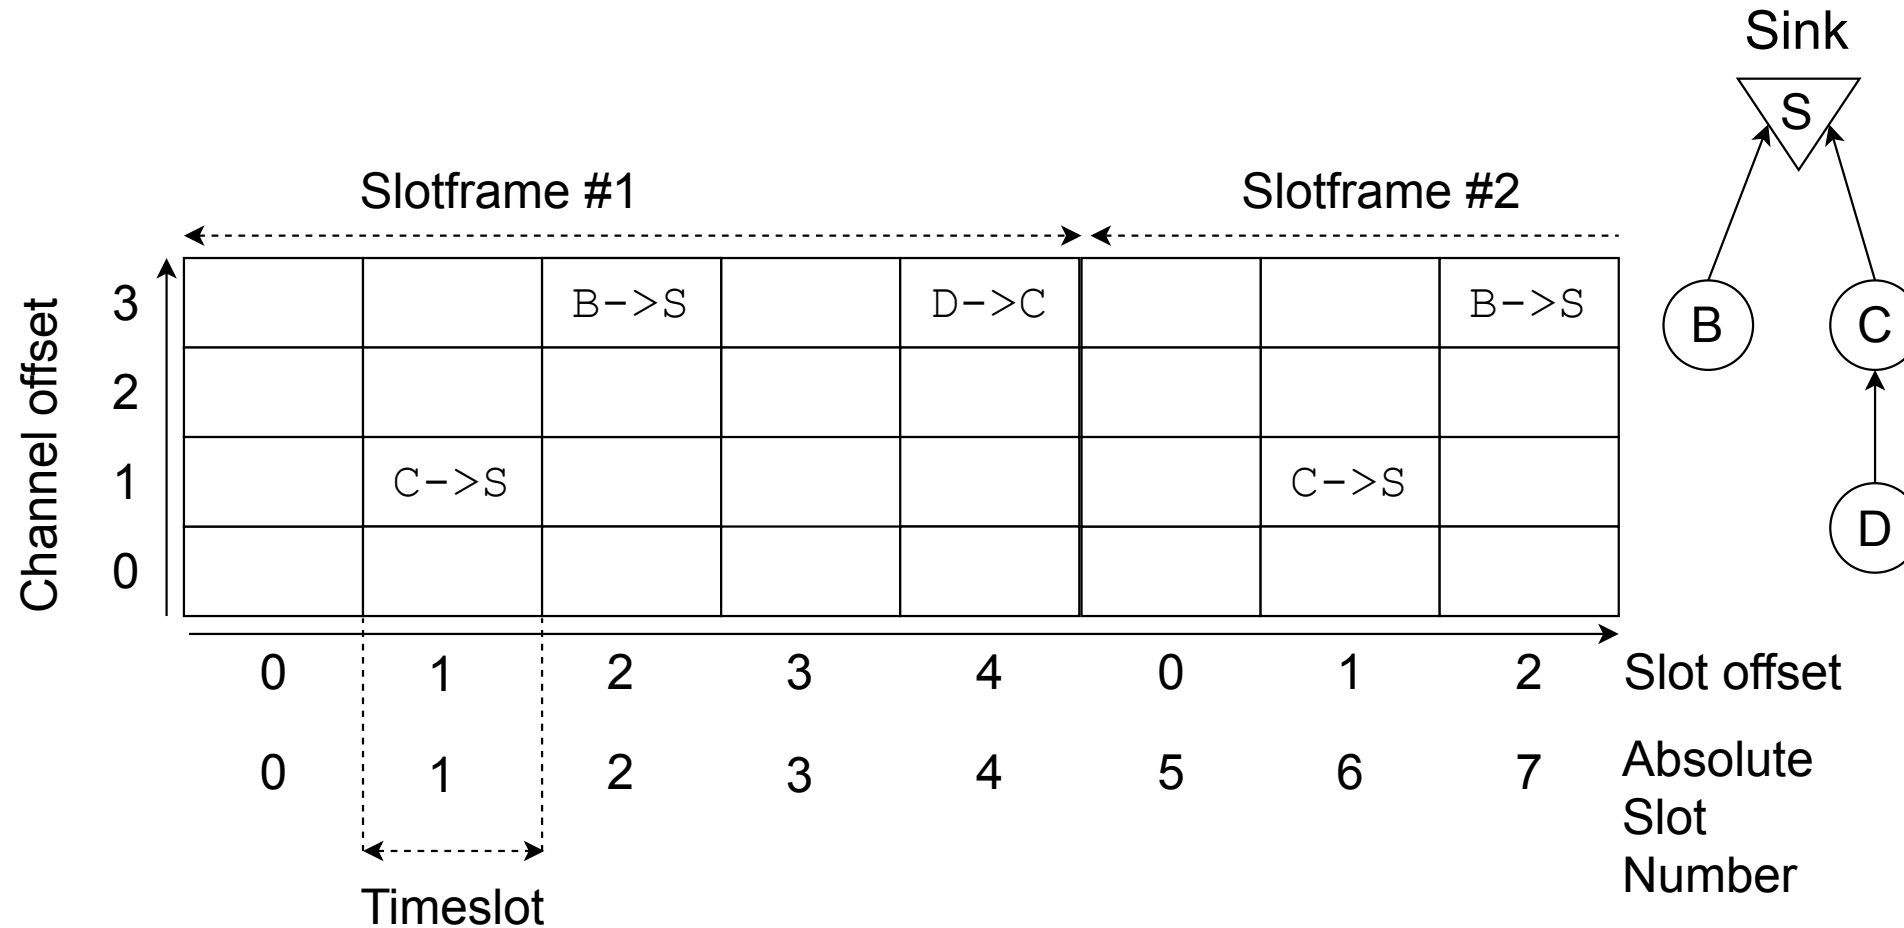 Sink
S
Slotframe #1
Slotframe #2
Channel offset
3
B->S
D->C
B->S
B
C
2
1
C->S
C->S
D
0
0 1 2 3 4 0 1 2 Slot offset
0 1 2 3 4 5 6 7 Absolute
Slot
Number
Timeslot